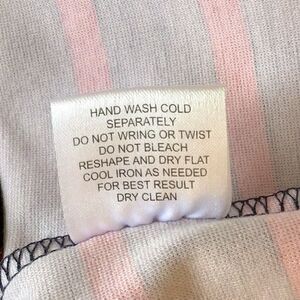 HAND WASH COLD
SEPARATELY
DO NOT WRING OR TWIST
DO NOT BLEACH
RESHAPE AND DRY FLAT
COOL IRON AS NEEDED
FOR BEST RESULT
DRY CLEAN